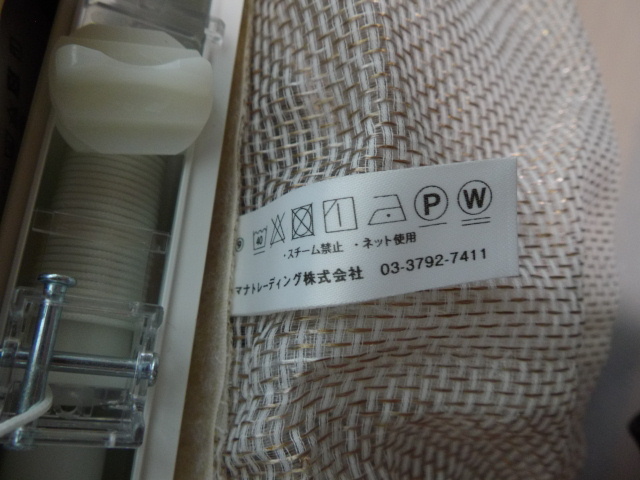 40 P W
・スチーム禁止 ・ネット使用
マナトレーディング株式会社 03-3792-7411